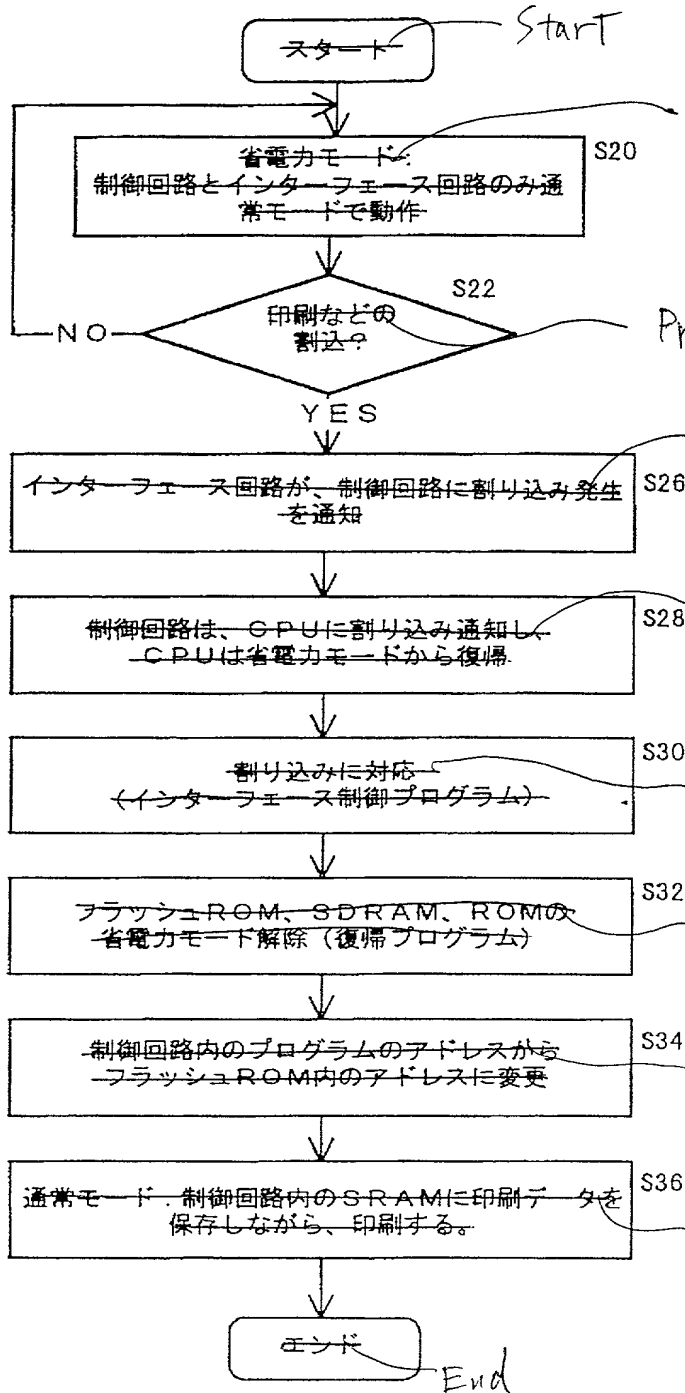 スタート
Start
省電力モード:
制御回路とインターフェース回路のみ通
常モードで動作
S20
S22
印刷などの
割込?
Pr
NO
YES
インターフェース回路が、制御回路に割り込み発生
を通知
S26
制御回路は、CPUに割り込み通知し、
CPUは省電力モードから復帰
S28
割り込みに対応
(インターフェース制御プログラム)
S30
フラッシュROM、SDRAM、ROMの
省電力モード解除(復帰プログラム)
S32
制御回路内のプログラムのアドレスから
フラッシュROM内のアドレスに変更
S34
通常モード:制御回路内のSRAMに印刷データを
保存しながら、印刷する。
S36
エンド
End